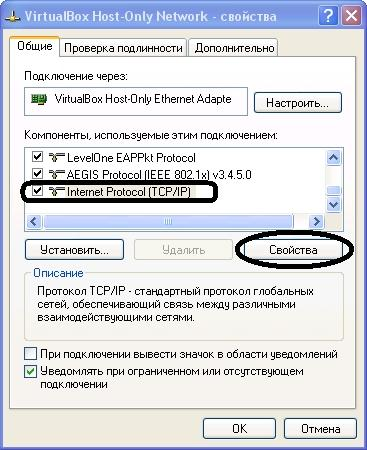 VirtualBox Host-Only Network - свойства
Общие
Проверка подлинности
Дополнительно
Подключение через:
VirtualBox Host-Only Ethernet Adapte
Настроить...
Компоненты, используемые этим подключением:
LevelOne EAPPkt Protocol
AEGIS Protocol (IEEE 802.1x) v3.4.5.0
Internet Protocol (TCP/IP)
Установить...
Удалить
Свойства
Описание
Протокол TCP/IP - стандартный протокол глобальных
сетей, обеспечивающий связь между различными
взаимодействующими сетями.
При подключении вывести значок в области уведомлений
Уведомлять при ограниченном или отсутствующем
подключении
OK
Отмена